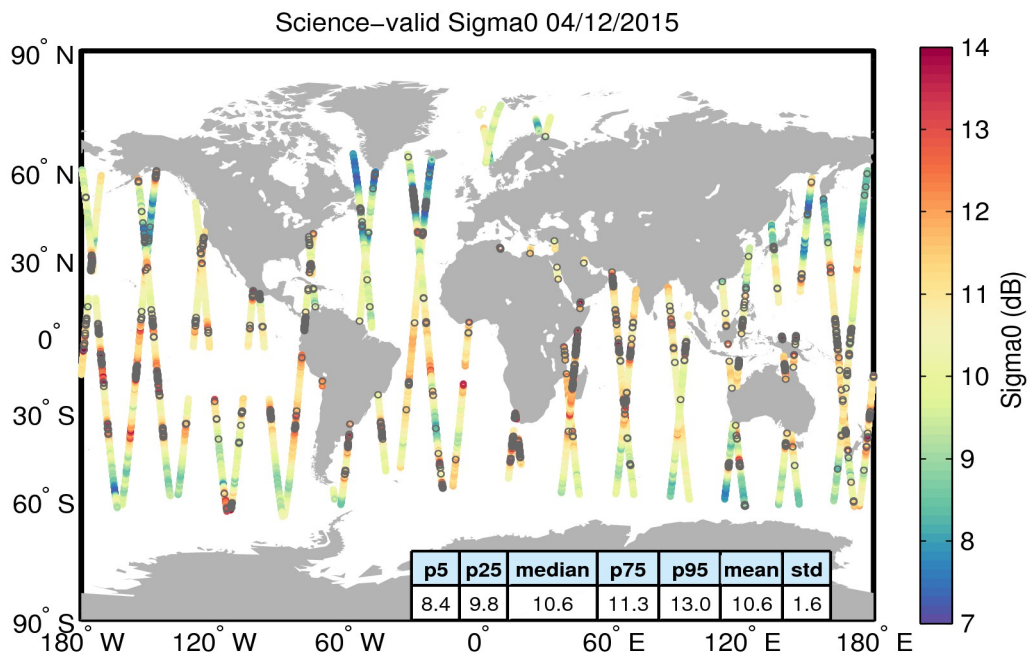 Science-valid Sigma0 04/12/2015
90° N
60° N
30° N
0°
30° S
60° S
90° S
180° W
120° W
60° W
0°
60° E
120° E
180° E
p5 p25 median p75 p95 mean std
8.4 9.8 10.6 11.3 13.0 10.6 1.6
14
13
12
11
10
9
8
7
Sigma0 (dB)